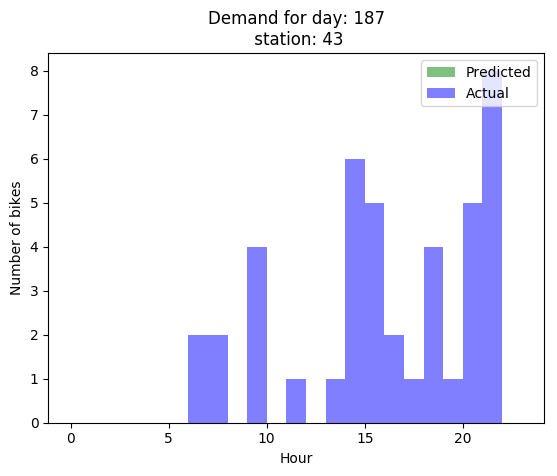 Demand for day: 187
station: 43
Predicted
Actual
Number of bikes
8
7
6
5
4
3
2
1
0
0 5 10 15 20
Hour